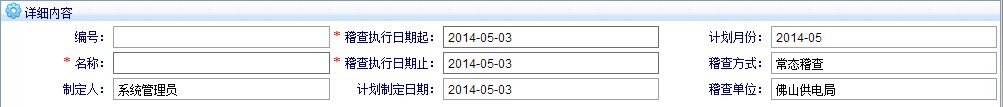 详细内容
编号： * 稽查执行日期起： 2014-05-03 计划月份： 2014-05
* 名称： * 稽查执行日期止： 2014-05-03 稽查方式： 常态稽查
制定人： 系统管理员 计划制定日期： 2014-05-03 稽查单位： 佛山供电局